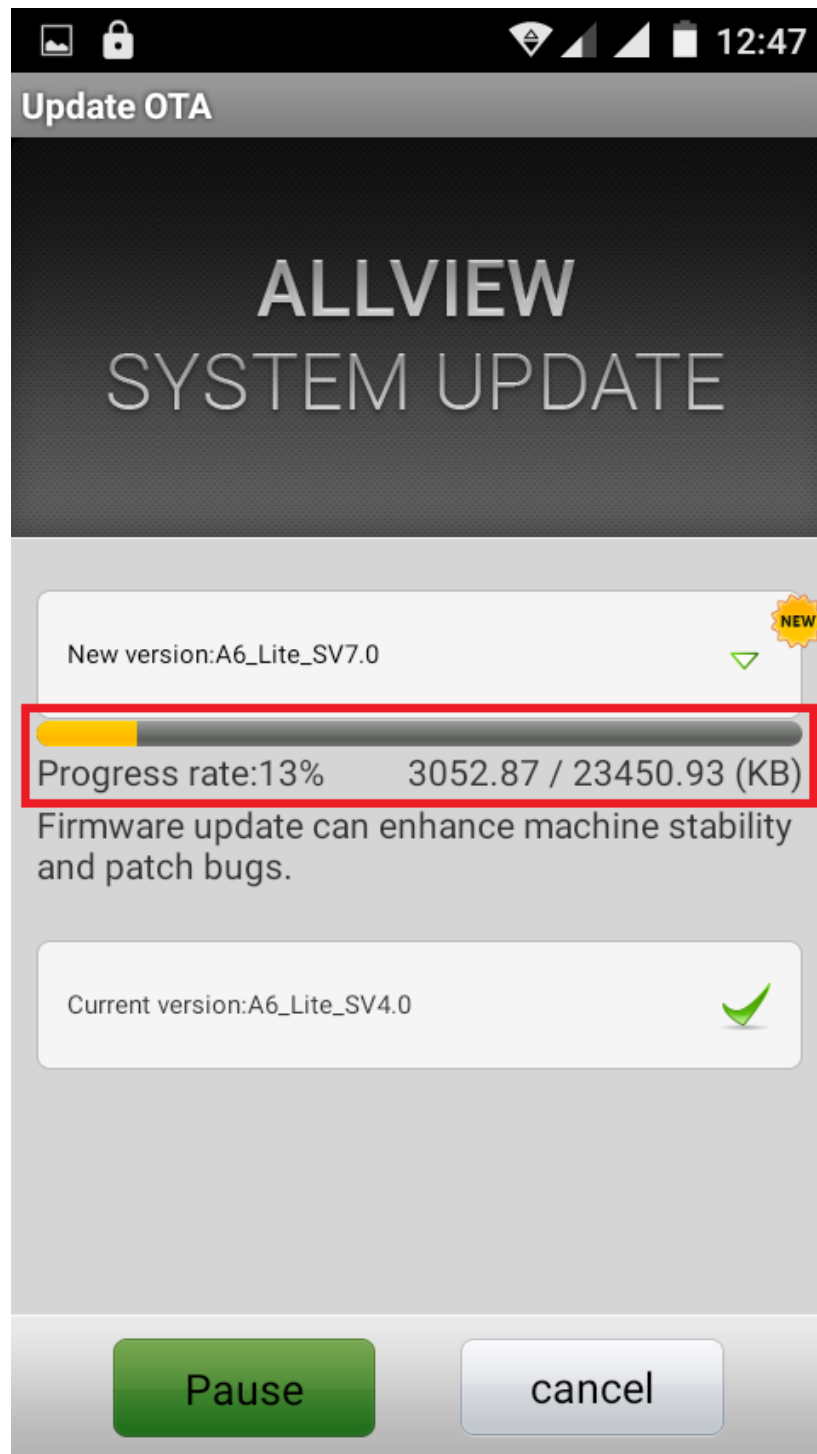 12:47
Update OTA
ALLVIEW
SYSTEM UPDATE
NEW
New version:A6_Lite_SV7.0
Progress rate:13% 3052.87 / 23450.93 (KB)
Firmware update can enhance machine stability
and patch bugs.
Current version:A6_Lite_SV4.0
Pause cancel